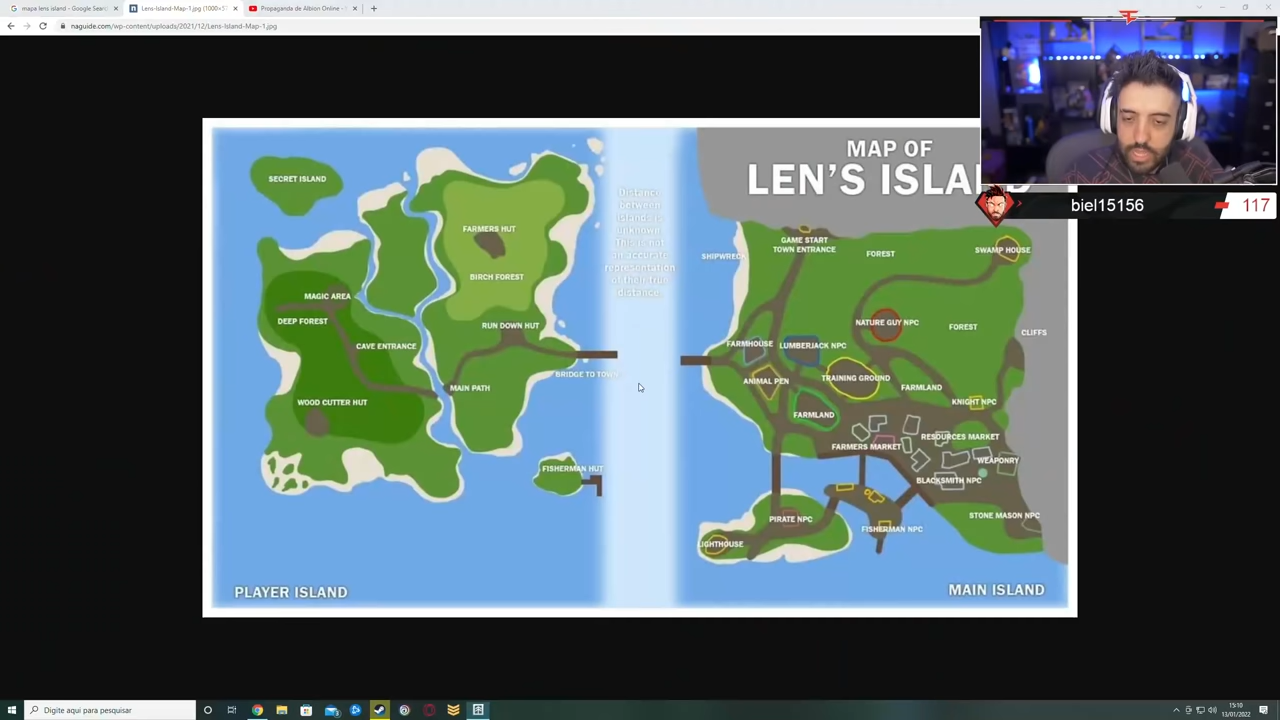 mapa lens island - Google Sear
Lens-Island-Map-1.jpg (1000×5
Propaganda de Albion Online -
naguide.com/wp-content/uploads/2021/12/Lens-Island-Map-1.jpg
MAP OF
LEN'S ISLA
biel15156
117
SECRET ISLAND
FARMERS HUT
BIRCH FOREST
MAGIC AREA
DEEP FOREST
RUN DOWN HUT
CAVE ENTRANCE
BRIDGE TO TOWN
MAIN PATH
WOOD CUTTER HUT
FISHERMAN HUT
PLAYER ISLAND
Distance
between
islands is
unknown.
This is not
an accurate
representation
of their true
distance.
GAME START
TOWN ENTRANCE
FOREST
SWAMP HOUSE
SHIPWRECK
NATURE GUY NPC
FOREST
CLIFFS
FARMHOUSE
LUMBERJACK NPC
ANIMAL PEN
TRAINING GROUND
FARMLAND
KNIGHT NPC
FARMLAND
RESOURCES MARKET
FARMERS MARKET
WEAPONRY
BLACKSMITH NPC
STONE MASON NPC
PIRATE NPC
FISHERMAN NPC
LIGHTHOUSE
MAIN ISLAND
Digite aqui para pesquisar
15:10
13/01/2022